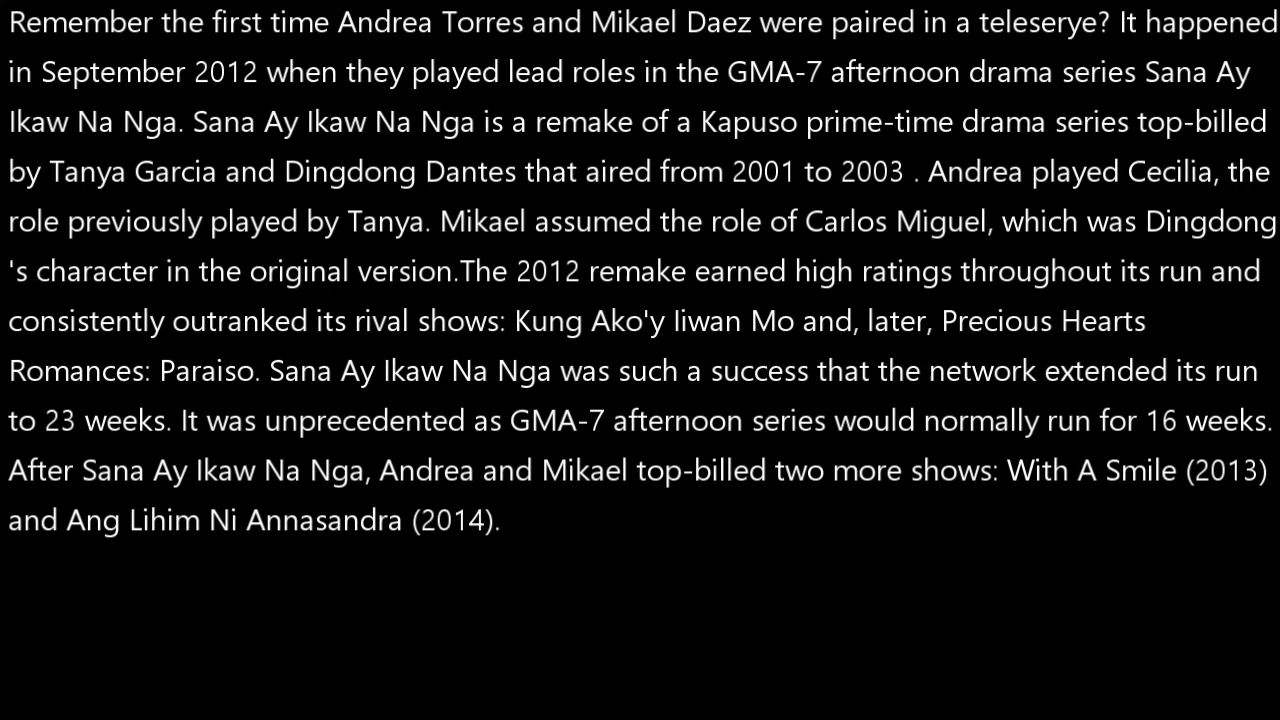 Remember the first time Andrea Torres and Mikael Daez were paired in a teleserye? It happened
in September 2012 when they played lead roles in the GMA-7 afternoon drama series Sana Ay
Ikaw Na Nga. Sana Ay Ikaw Na Nga is a remake of a Kapuso prime-time drama series top-billed
by Tanya Garcia and Dingdong Dantes that aired from 2001 to 2003 . Andrea played Cecilia, the
role previously played by Tanya. Mikael assumed the role of Carlos Miguel, which was Dingdong
's character in the original version.The 2012 remake earned high ratings throughout its run and
consistently outranked its rival shows: Kung Ako'y Iiwan Mo and, later, Precious Hearts
Romances: Paraiso. Sana Ay Ikaw Na Nga was such a success that the network extended its run
to 23 weeks. It was unprecedented as GMA-7 afternoon series would normally run for 16 weeks.
After Sana Ay Ikaw Na Nga, Andrea and Mikael top-billed two more shows: With A Smile (2013)
and Ang Lihim Ni Annasandra (2014).